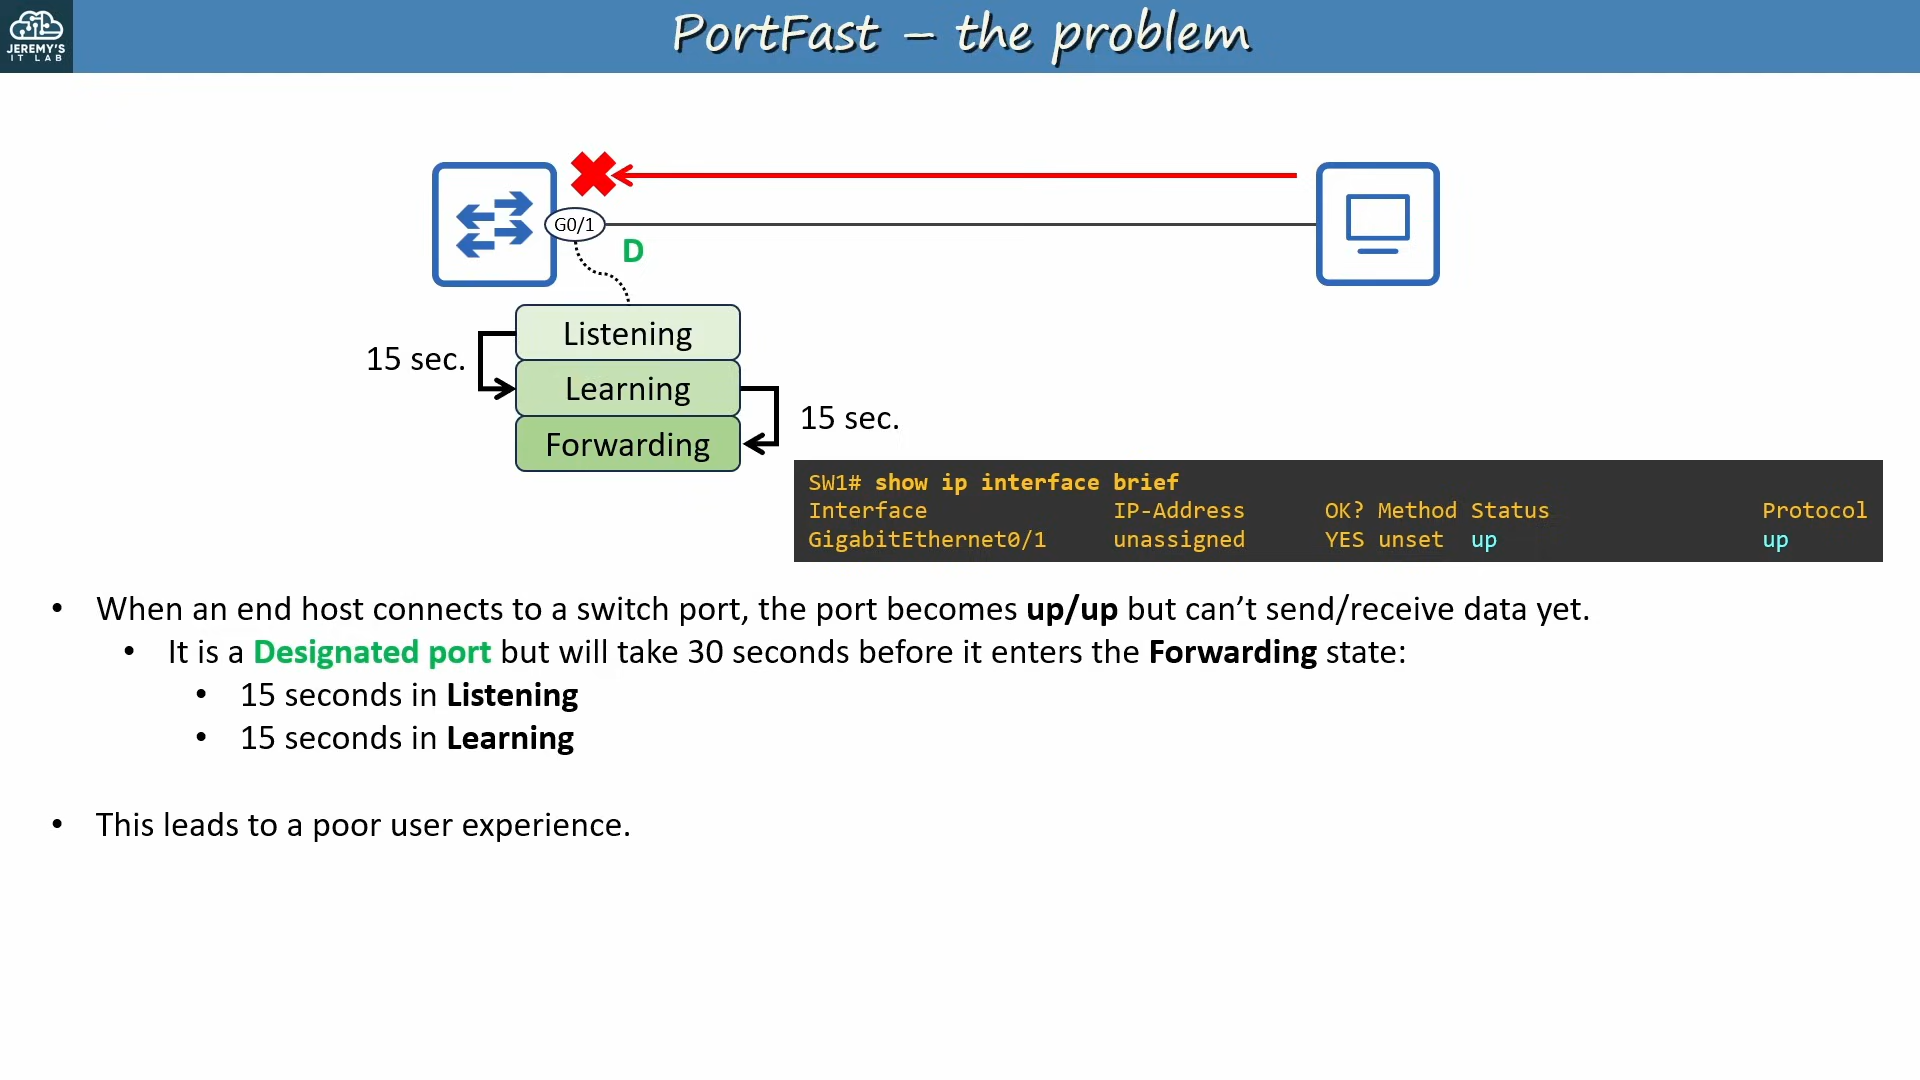 JEREMY'S
IT LAB
PortFast – the problem
G0/1
D
Listening
15 sec.
Learning
15 sec.
Forwarding
SW1# show ip interface brief
Interface IP-Address OK? Method Status Protocol
GigabitEthernet0/1 unassigned YES unset up up
• When an end host connects to a switch port, the port becomes up/up but can’t send/receive data yet.
• It is a Designated port but will take 30 seconds before it enters the Forwarding state:
• 15 seconds in Listening
• 15 seconds in Learning
• This leads to a poor user experience.